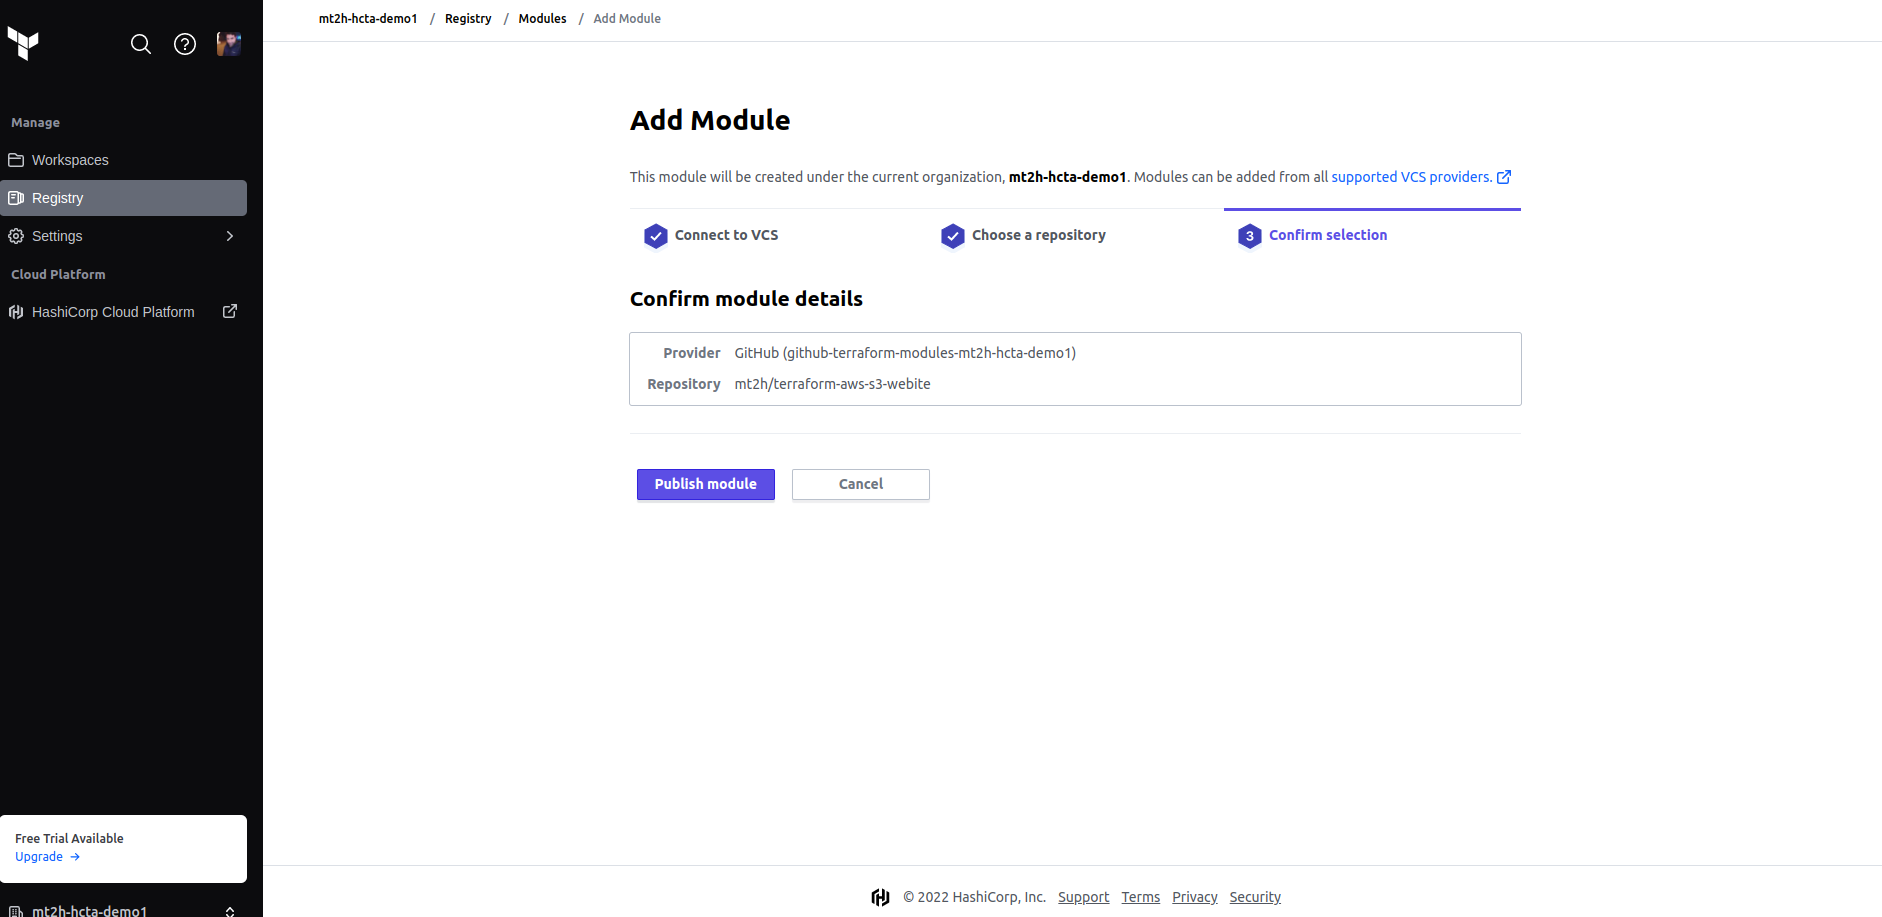 mt2h-hcta-demo1 / Registry / Modules / Add Module
Manage
Workspaces
Registry
Settings
Cloud Platform
HashiCorp Cloud Platform
Free Trial Available
Upgrade →
mt2h-hcta-demo1
Add Module
This module will be created under the current organization, mt2h-hcta-demo1. Modules can be added from all supported VCS providers.
Connect to VCS
Choose a repository
3 Confirm selection
Confirm module details
Provider GitHub (github-terraform-modules-mt2h-hcta-demo1)
Repository mt2h/terraform-aws-s3-webite
Publish module
Cancel
© 2022 HashiCorp, Inc. Support Terms Privacy Security